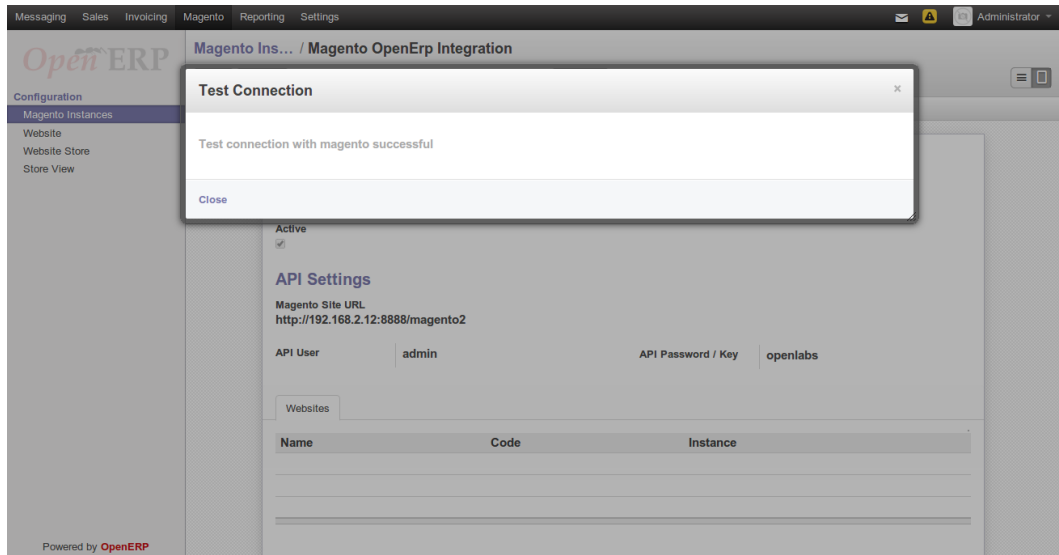 Messaging Sales Invoicing Magento Reporting Settings Administrator
Open ERP
Magento Ins... / Magento OpenErp Integration
Test Connection ×
Configuration
Magento Instances
Website
Test connection with magento successful
Website Store
Store View
Close
Active
API Settings
Magento Site URL
http://192.168.2.12:8888/magento2
API User admin API Password / Key openlabs
Websites
Name Code Instance
Powered by OpenERP